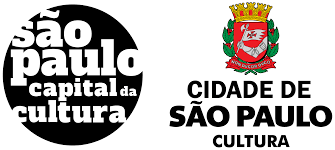 são
paulo
capital da
cultura
CIDADE DE
SÃO PAULO
CULTURA